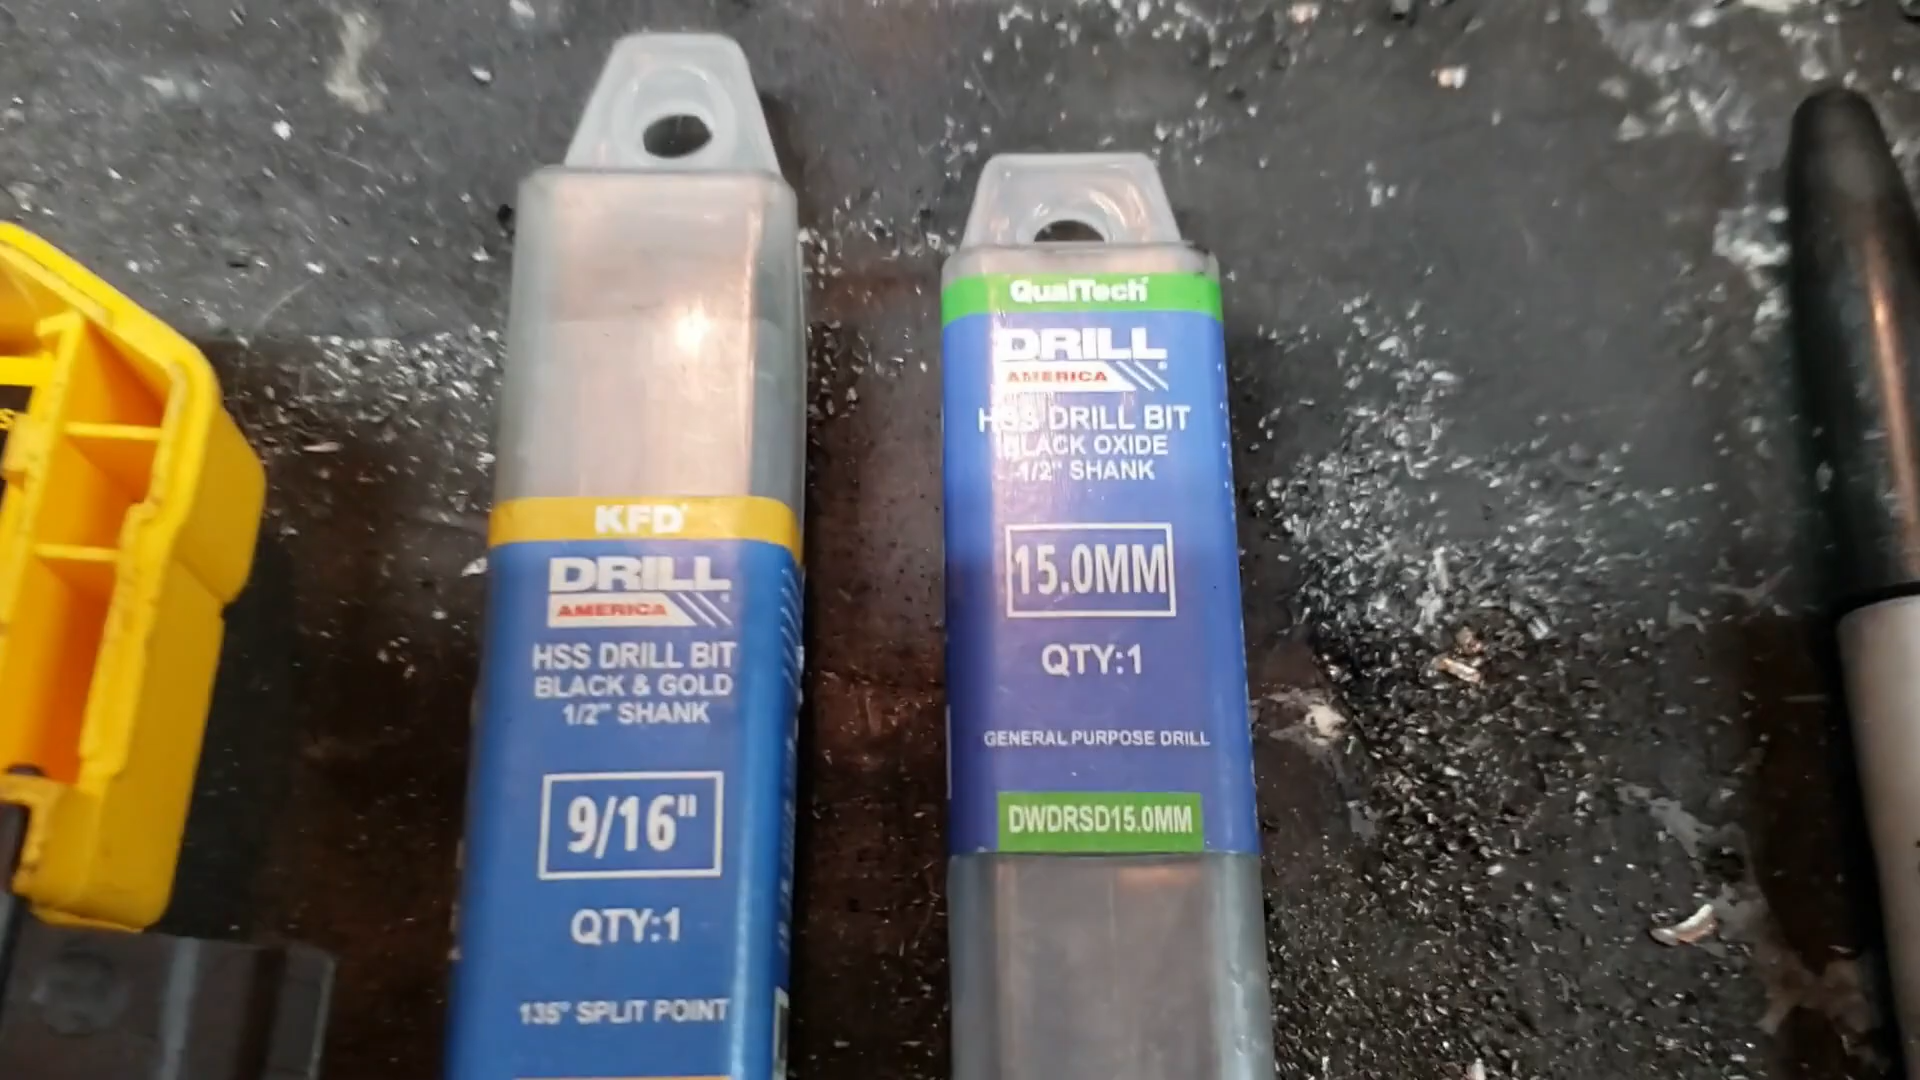 KFD
DRILL
AMERICA
HSS DRILL BIT
BLACK & GOLD
1/2" SHANK
9/16"
QTY:1
135° SPLIT POINT
QualTech®
DRILL
AMERICA
HSS DRILL BIT
BLACK OXIDE
1/2" SHANK
15.0MM
QTY:1
GENERAL PURPOSE DRILL
DWDRSD15.0MM